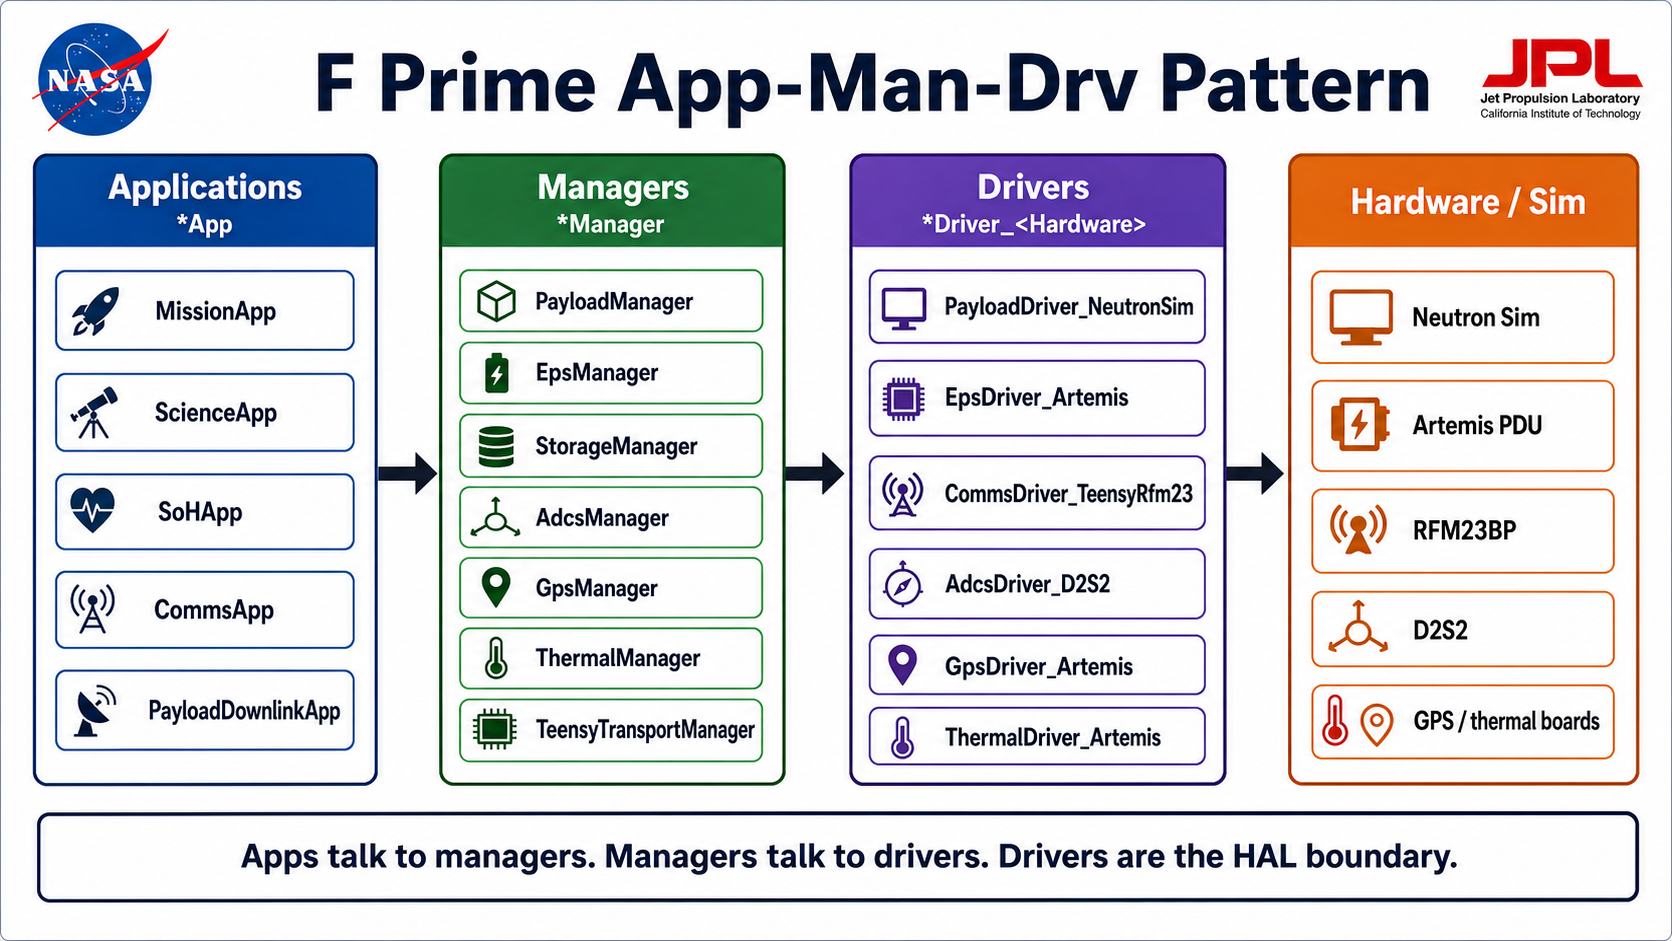 NASA
F Prime App-Man-Drv Pattern
JPL
Jet Propulsion Laboratory
California Institute of Technology
Applications
*App
MissionApp
ScienceApp
SoHApp
CommsApp
PayloadDownlinkApp
Managers
*Manager
PayloadManager
EpsManager
StorageManager
AdcsManager
GpsManager
ThermalManager
TeensyTransportManager
Drivers
*Driver_<Hardware>
PayloadDriver_NeutronSim
EpsDriver_Artemis
CommsDriver_TeensyRfm23
AdcsDriver_D2S2
GpsDriver_Artemis
ThermalDriver_Artemis
Hardware / Sim
Neutron Sim
Artemis PDU
RFM23BP
D2S2
GPS / thermal boards
Apps talk to managers. Managers talk to drivers. Drivers are the HAL boundary.